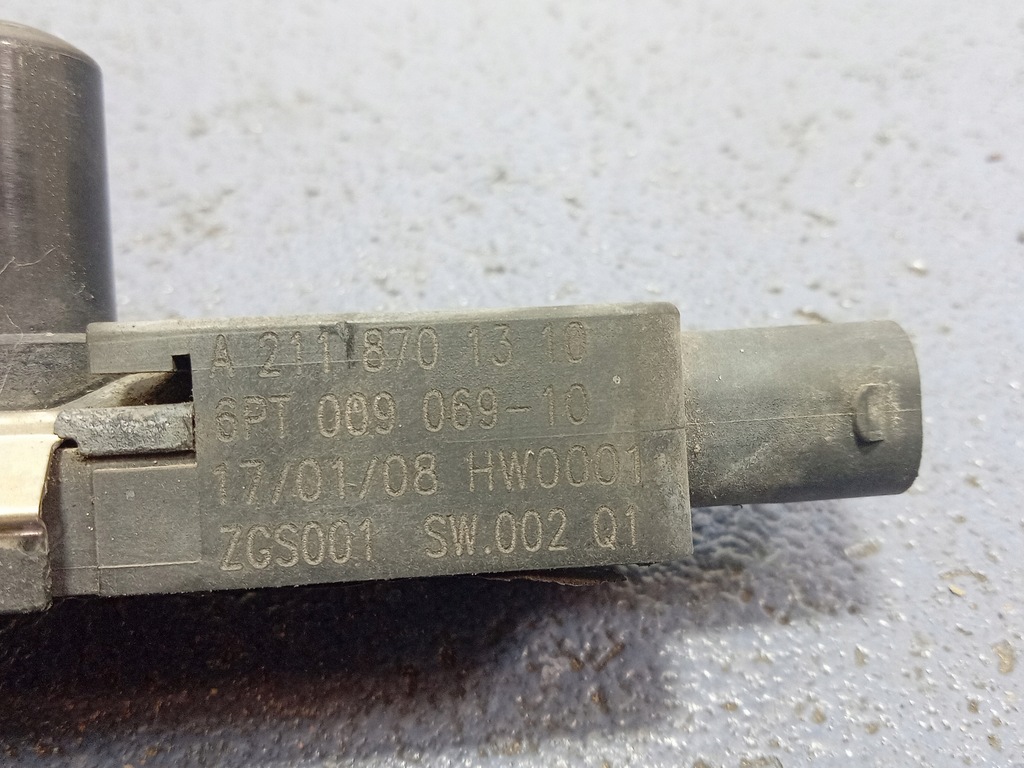 A 211 870 13 10
6PT 009 069-10
17/01/08 HW0001
ZGS001 SW.002 Q1